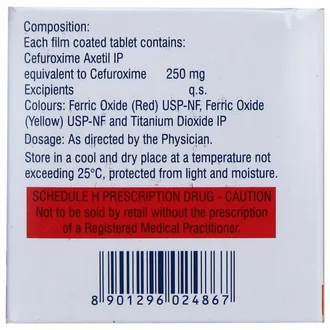 Composition:
Each film coated tablet contains:
Cefuroxime Axetil IP
equivalent to Cefuroxime 250 mg
Excipients q.s.
Colours: Ferric Oxide (Red) USP-NF, Ferric Oxide
(Yellow) USP-NF and Titanium Dioxide IP
Dosage: As directed by the Physician.
Store in a cool and dry place at a temperature not
exceeding 25°C, protected from light and moisture.
SCHEDULE H PRESCRIPTION DRUG - CAUTION
Not to be sold by retail without the prescription
of a Registered Medical Practitioner.
8 901296 024867